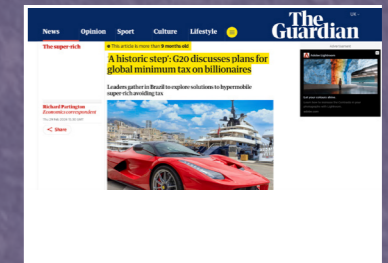 UK
News Opinion Sport Culture Lifestyle
The
Guardian
The super-rich
This article is more than 9 months old
'A historic step': G20 discusses plans for
global minimum tax on billionaires
Leaders gather in Brazil to explore solutions to hypermobile
super-rich avoiding tax
Richard Partington
Economics correspondent
Share